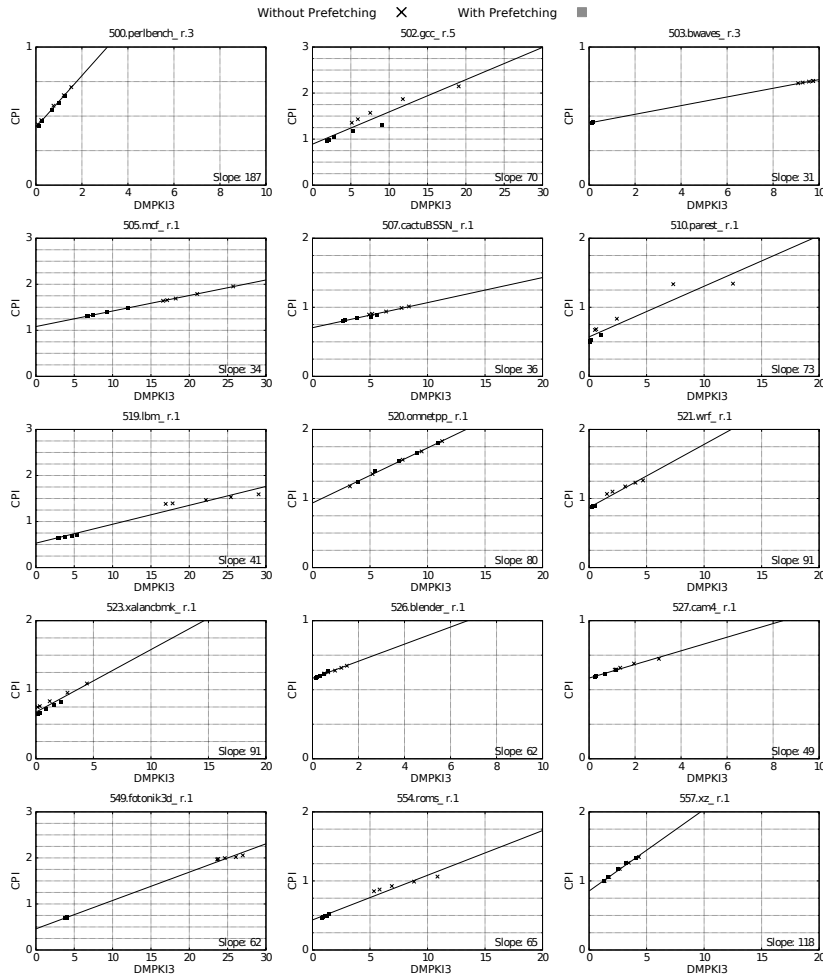 Without Prefetching × With Prefetching ■
500.perlbench_r.3 502.gcc_r.5 503.bwaves_r.3
1 3 1
2
CPI CPI CPI
1
Slope: 187 Slope: 70 Slope: 31
0 0 0
0 2 4 6 8 10 0 5 10 15 20 25 30 0 2 4 6 8 10
DMPKI3 DMPKI3 DMPKI3
505.mcf_r.1 507.cactuBSSN_r.1 510.parest_r.1
3 2 2
2
CPI CPI CPI
1 1 1
Slope: 34 Slope: 36 Slope: 73
0 0 0
0 5 10 15 20 25 30 0 5 10 15 20 0 5 10 15 20
DMPKI3 DMPKI3 DMPKI3
519.lbm_r.1 520.omnetpp_r.1 521.wrf_r.1
3 2 2
2
CPI CPI CPI
1 1 1
Slope: 41 Slope: 80 Slope: 91
0 0 0
0 5 10 15 20 25 30 0 5 10 15 20 0 5 10 15 20
DMPKI3 DMPKI3 DMPKI3
523.xalancbmk_r.1 526.blender_r.1 527.cam4_r.1
2 1 1
CPI CPI CPI
1
Slope: 91 Slope: 62 Slope: 49
0 0 0
0 5 10 15 20 0 2 4 6 8 10 0 2 4 6 8 10
DMPKI3 DMPKI3 DMPKI3
549.fotonik3d_r.1 554.roms_r.1 557.xz_r.1
3 2 2
2
CPI CPI CPI
1 1 1
Slope: 62 Slope: 65 Slope: 118
0 0 0
0 5 10 15 20 25 30 0 5 10 15 20 0 5 10 15 20
DMPKI3 DMPKI3 DMPKI3